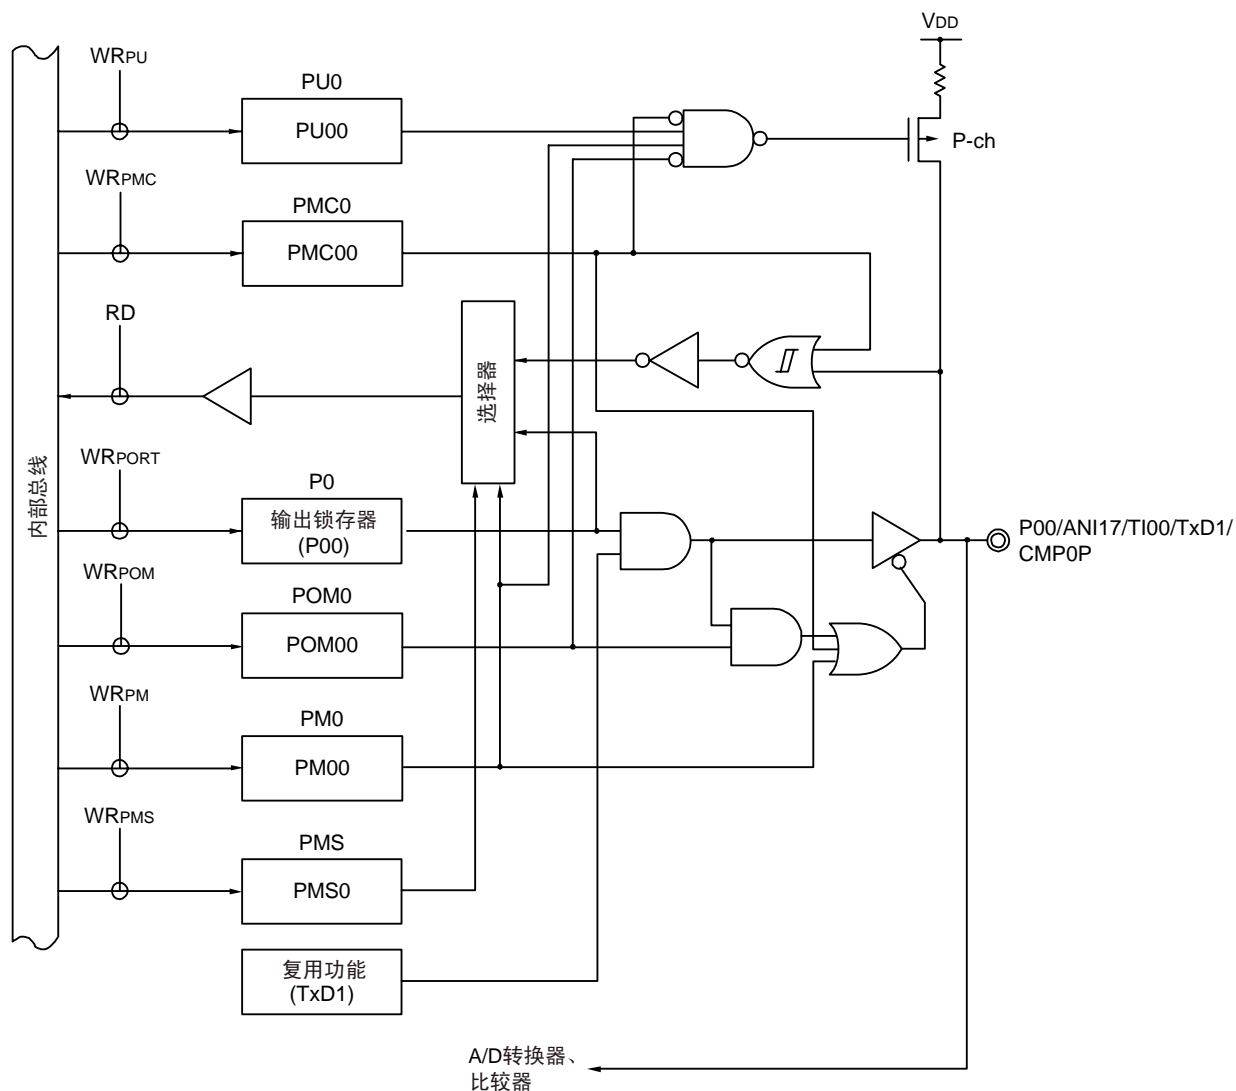 VDD
WRPU
PU0
PU00
P-ch
WRPMC
PMC0
PMC00
RD
选择器
内部总线
WRPORT
P0
输出锁存器
(P00)
P00/ANI17/TI00/TxD1/
CMP0P
WRPOM
POM0
POM00
WRPM
PM0
PM00
WRPMS
PMS
PMS0
复用功能
(TxD1)
A/D转换器、
比较器